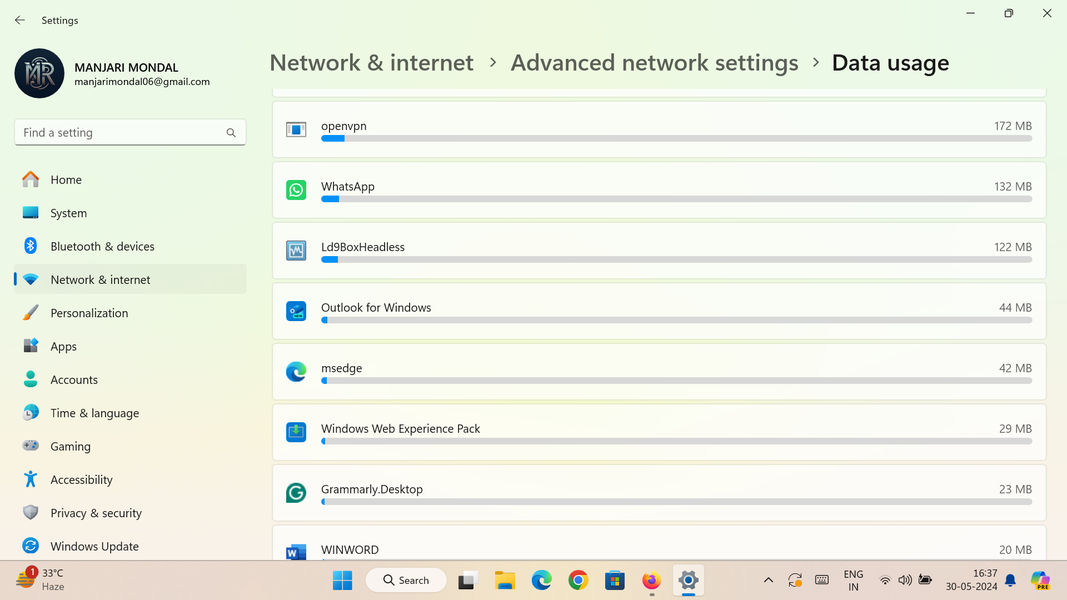 Settings
MANJARI MONDAL
manjarimondal06@gmail.com
Find a setting
Home
System
Bluetooth & devices
Network & internet
Personalization
Apps
Accounts
Time & language
Gaming
Accessibility
Privacy & security
Windows Update
Network & internet > Advanced network settings > Data usage
openvpn 172 MB
WhatsApp 132 MB
Ld9BoxHeadless 122 MB
Outlook for Windows 44 MB
msedge 42 MB
Windows Web Experience Pack 29 MB
Grammarly.Desktop 23 MB
WINWORD 20 MB
1
33°C
Haze
Search
ENG
IN
16:37
30-05-2024
PRE